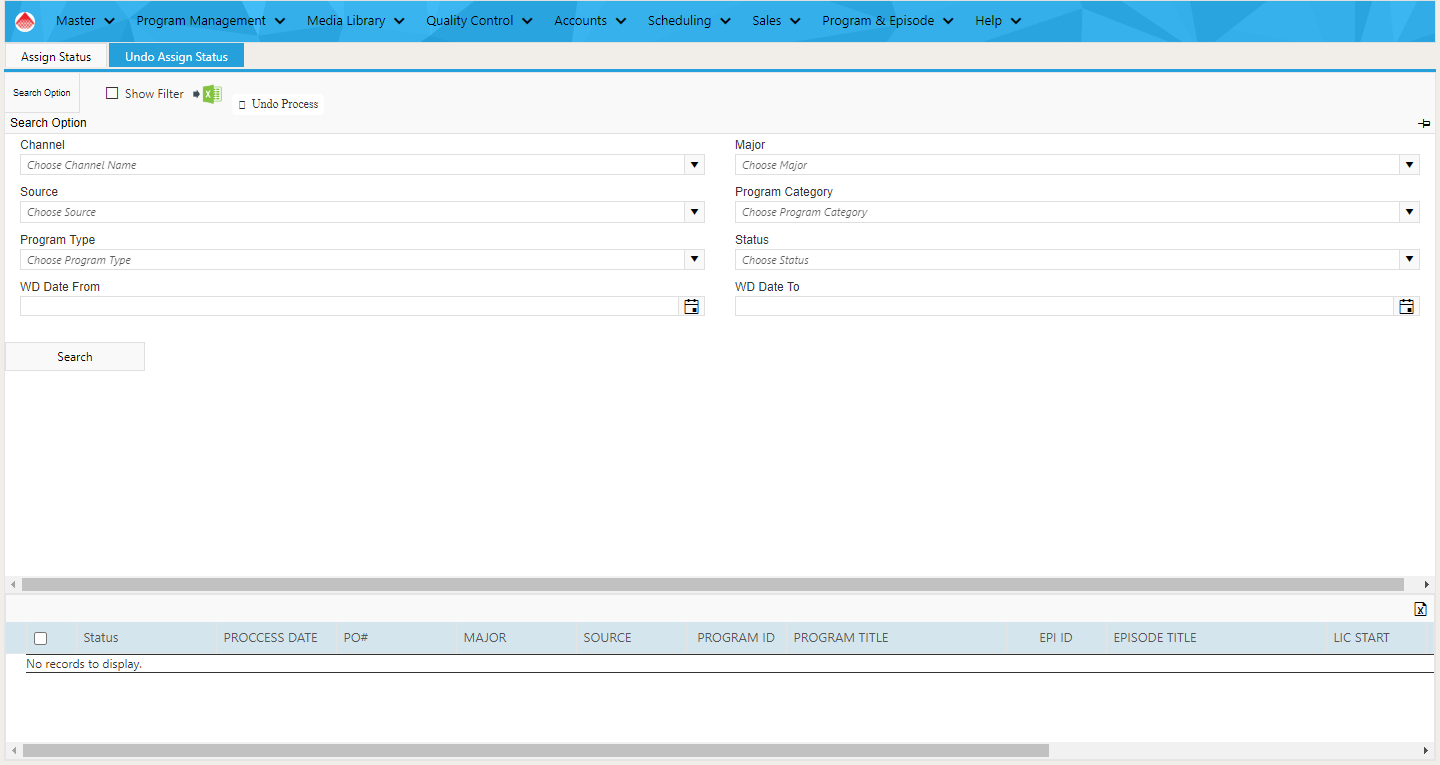 Master Program Management Media Library Quality Control Accounts Scheduling Sales Program & Episode Help
Assign Status Undo Assign Status
Search Option Show Filter Undo Process
Search Option
Channel Major
Choose Channel Name Choose Major
Source Program Category
Choose Source Choose Program Category
Program Type Status
Choose Program Type Choose Status
WD Date From WD Date To
Search
Status PROCCESS DATE PO# MAJOR SOURCE PROGRAM ID PROGRAM TITLE EPI ID EPISODE TITLE LIC START
No records to display.